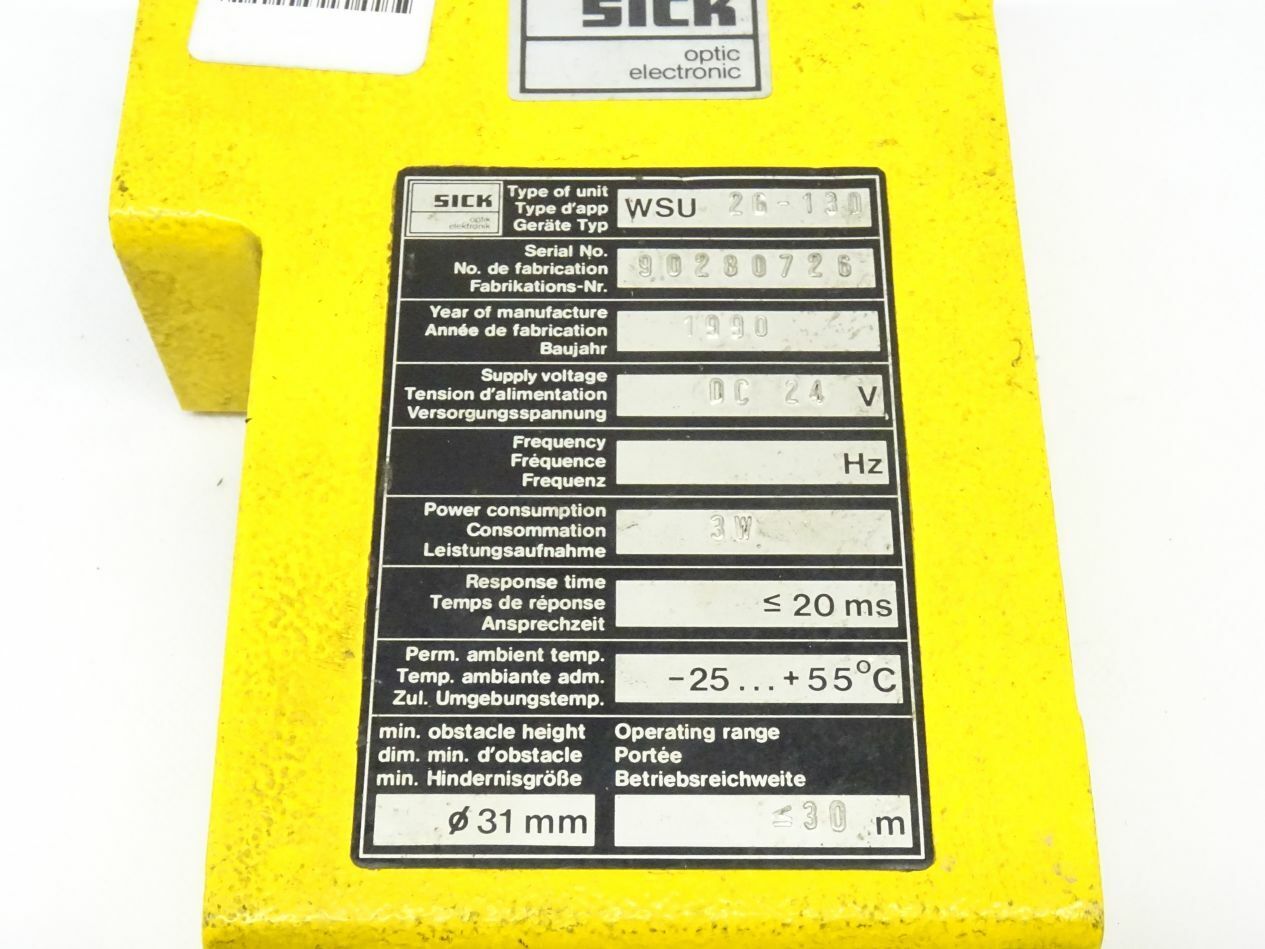 SICK
optic
electronic
SICK
optik
elektronik
Type of unit
Type d'app
Geräte Typ
WSU 26-130
Serial No.
No. de fabrication
Fabrikations-Nr.
90280726
Year of manufacture
Année de fabrication
Baujahr
1990
Supply voltage
Tension d'alimentation
Versorgungsspannung
DC 24 V
Frequency
Fréquence
Frequenz
Hz
Power consumption
Consommation
Leistungsaufnahme
3W
Response time
Temps de réponse
Ansprechzeit
≤ 20 ms
Perm. ambient temp.
Temp. ambiante adm.
Zul. Umgebungstemp.
-25...+55°C
min. obstacle height
dim. min. d'obstacle
min. Hindernisgröße
ø 31 mm
Operating range
Portée
Betriebsreichweite
≤30 m